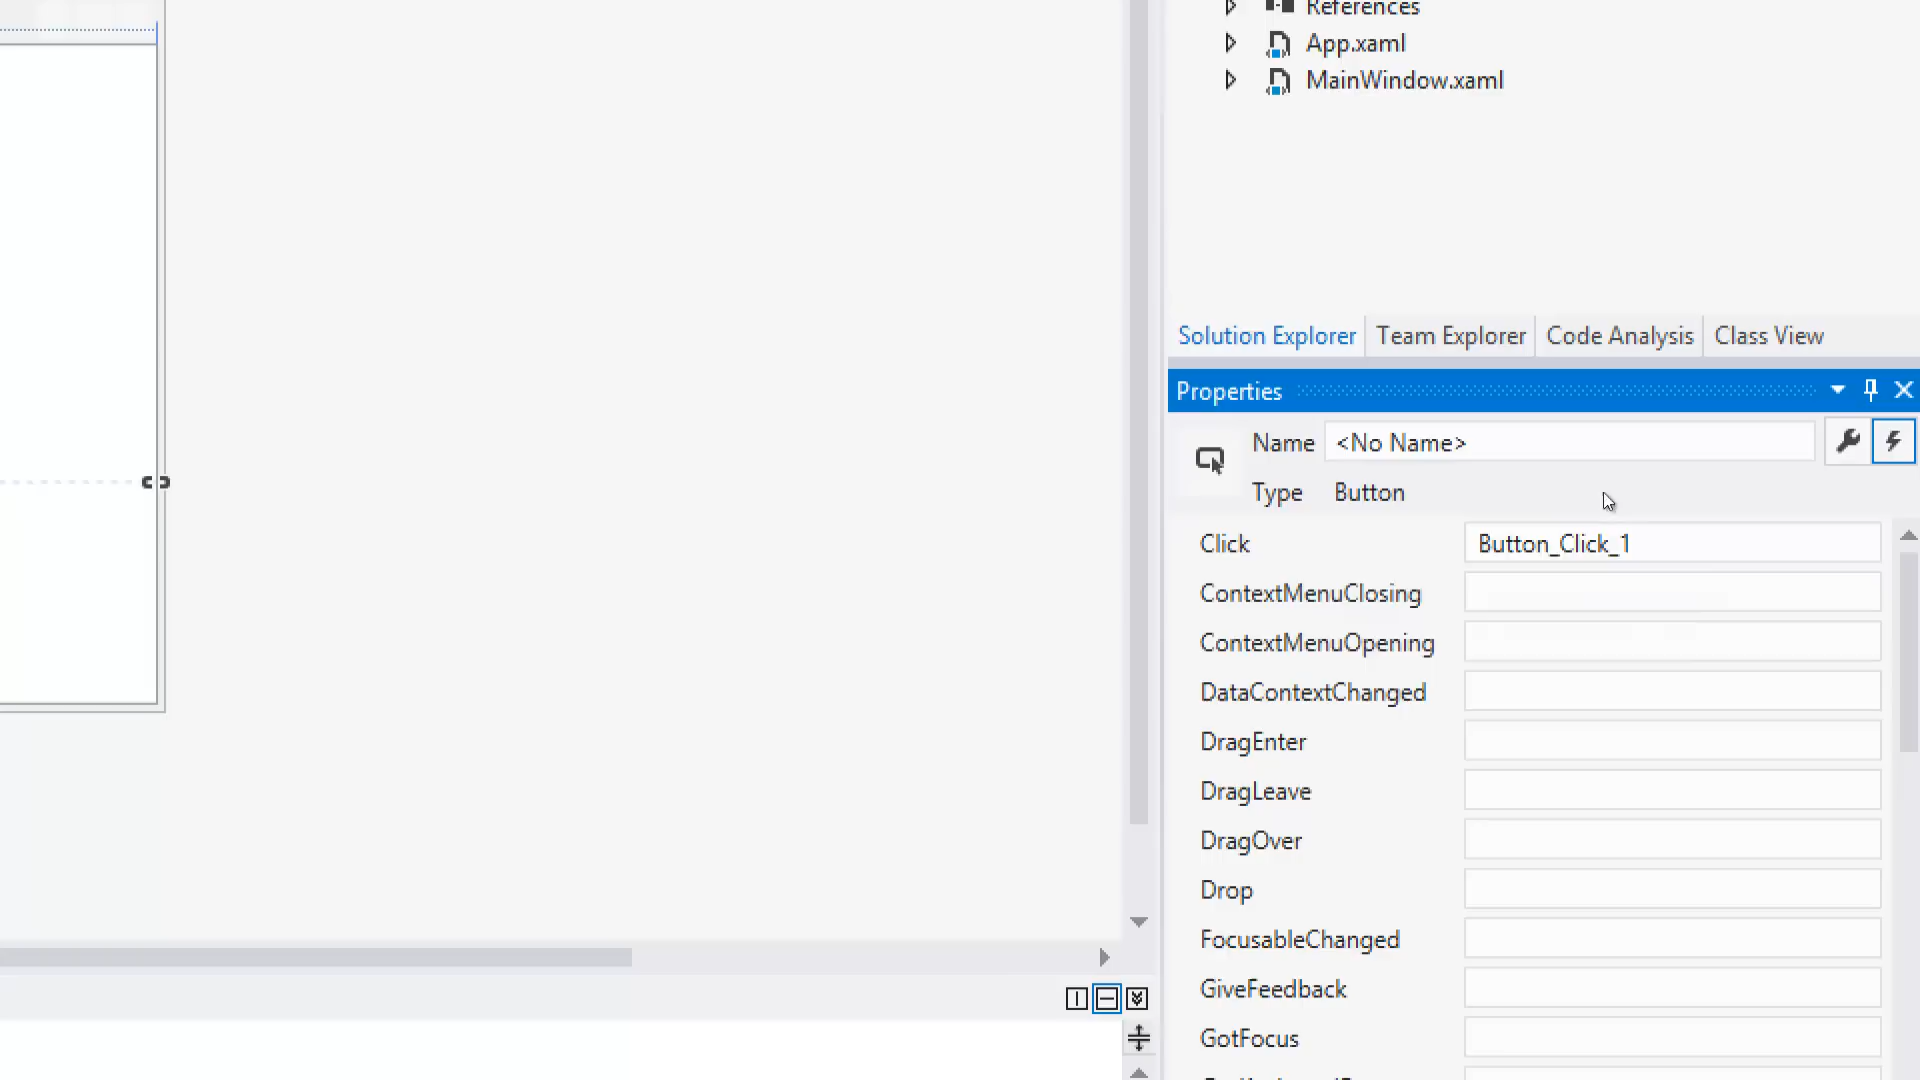 References
App.xaml
MainWindow.xaml
Solution Explorer Team Explorer Code Analysis Class View
Properties
Name <No Name>
Type Button
Click Button_Click_1
ContextMenuClosing
ContextMenuOpening
DataContextChanged
DragEnter
DragLeave
DragOver
Drop
FocusableChanged
GiveFeedback
GotFocus